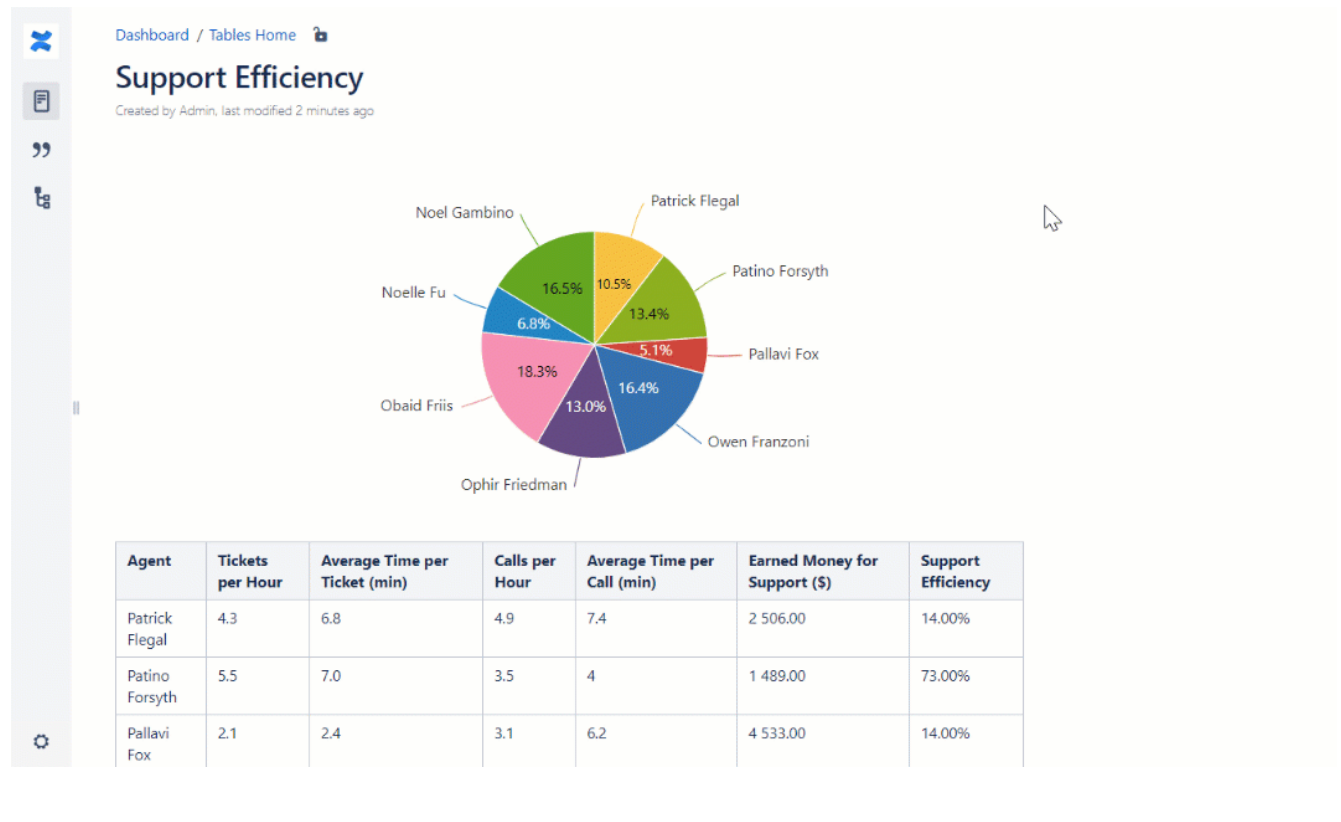 Dashboard / Tables Home
Support Efficiency
Created by Admin, last modified 2 minutes ago
Patrick Flegal
Noel Gambino
Patino Forsyth
Noelle Fu
16.5%
10.5%
13.4%
6.8%
5.1%
Pallavi Fox
18.3%
16.4%
13.0%
Obaid Friis
Owen Franzoni
Ophir Friedman
Agent Tickets per Hour Average Time per Ticket (min) Calls per Hour Average Time per Call (min) Earned Money for Support ($) Support Efficiency
Patrick Flegal 4.3 6.8 4.9 7.4 2 506.00 14.00%
Patino Forsyth 5.5 7.0 3.5 4 1 489.00 73.00%
Pallavi Fox 2.1 2.4 3.1 6.2 4 533.00 14.00%